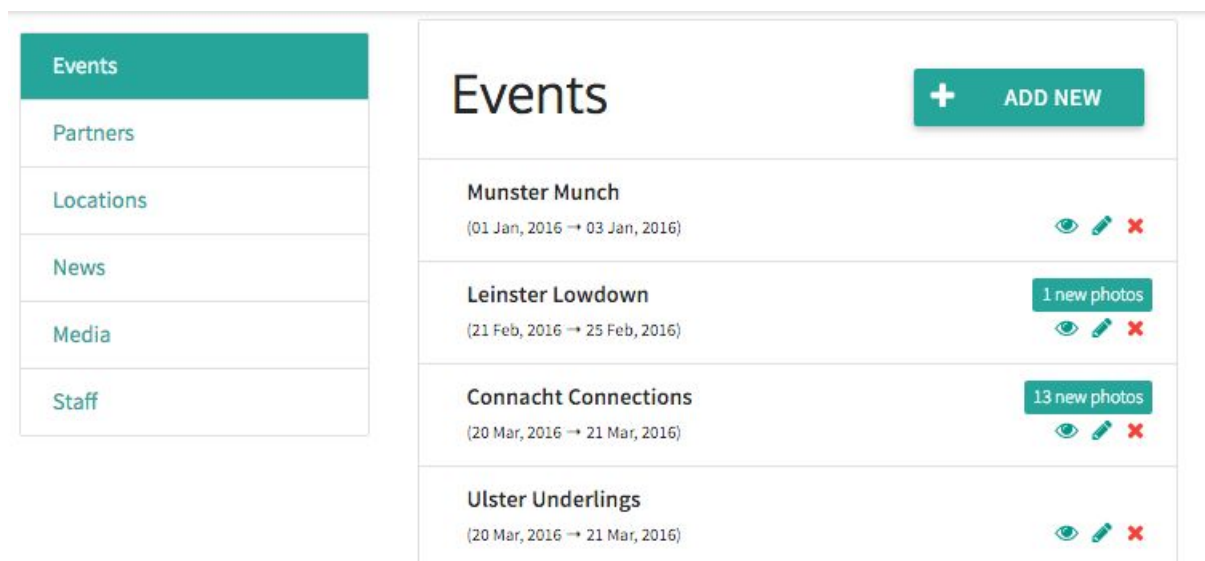 Events
Partners
Locations
News
Media
Staff
Events
ADD NEW
Munster Munch
(01 Jan, 2016 → 03 Jan, 2016)
Leinster Lowdown
1 new photos
(21 Feb, 2016 → 25 Feb, 2016)
Connacht Connections
13 new photos
(20 Mar, 2016 → 21 Mar, 2016)
Ulster Underlings
(20 Mar, 2016 → 21 Mar, 2016)